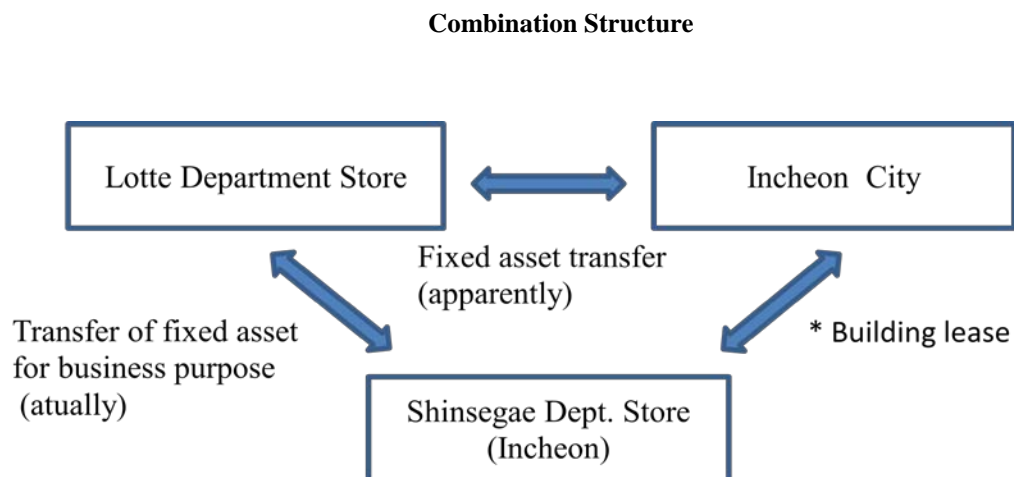 Combination Structure
Lotte Department Store
Incheon City
Fixed asset transfer
(apparently)
Transfer of fixed asset
for business purpose
(atually)
* Building lease
Shinsegae Dept. Store
(Incheon)